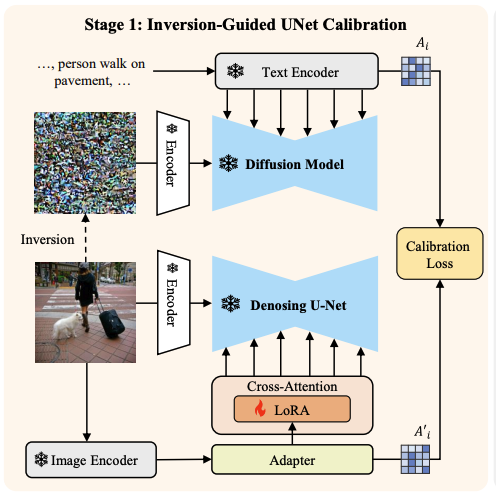 Stage 1: Inversion-Guided UNet Calibration
..., person walk on
pavement, ...
Text Encoder
A_i
Encoder
Diffusion Model
Inversion
Calibration
Loss
Encoder
Denosing U-Net
Cross-Attention
LoRA
A'_i
Image Encoder
Adapter